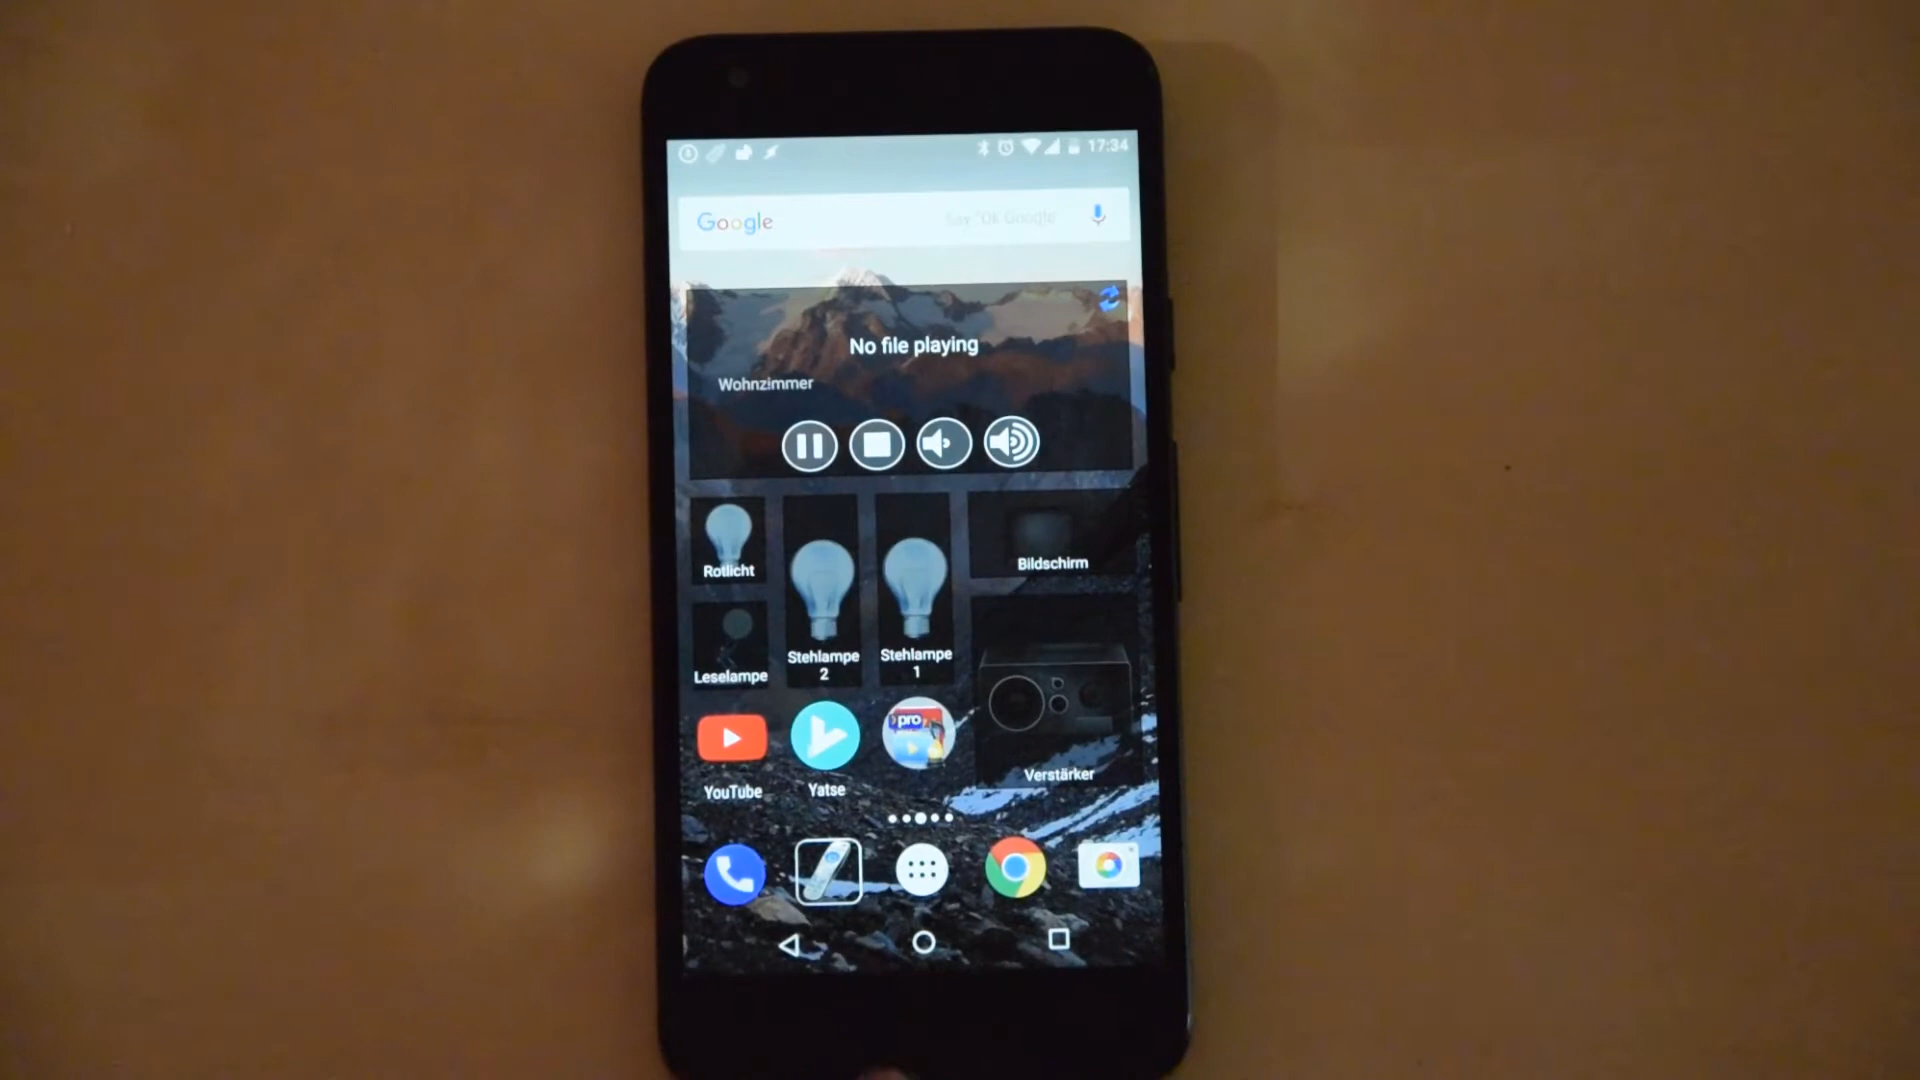 17:34
Google
Say "Ok Google"
No file playing
Wohnzimmer
Rotlicht
Bildschirm
Leselampe
Stehlampe
2
Stehlampe
1
pro
Verstärker
YouTube
Yatse